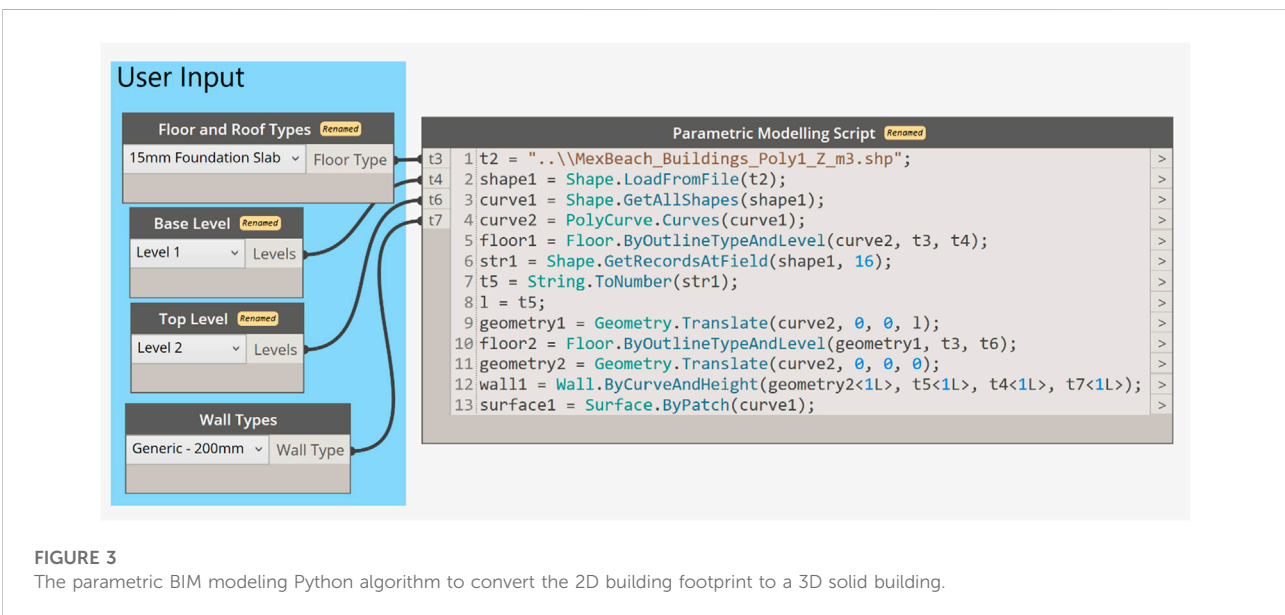 User Input
Floor and Roof Types Renamed
15mm Foundation Slab Floor Type
Base Level Renamed
Level 1 Levels
Top Level Renamed
Level 2 Levels
Wall Types
Generic - 200mm Wall Type
Parametric Modelling Script Renamed
t3 1 t2 = "..\\MexBeach_Buildings_Poly1_Z_m3.shp"; >
t4 2 shape1 = Shape.LoadFromFile(t2); >
t6 3 curve1 = Shape.GetAllShapes(shape1); >
t7 4 curve2 = PolyCurve.Curves(curve1); >
5 floor1 = Floor.ByOutlineTypeAndLevel(curve2, t3, t4); >
6 str1 = Shape.GetRecordsAtField(shape1, 16); >
7 t5 = String.ToNumber(str1); >
8 l = t5; >
9 geometry1 = Geometry.Translate(curve2, 0, 0, l); >
10 floor2 = Floor.ByOutlineTypeAndLevel(geometry1, t3, t6); >
11 geometry2 = Geometry.Translate(curve2, 0, 0, 0); >
12 wall1 = Wall.ByCurveAndHeight(geometry2<1L>, t5<1L>, t4<1L>, t7<1L>); >
13 surface1 = Surface.ByPatch(curve1); >
FIGURE 3
The parametric BIM modeling Python algorithm to convert the 2D building footprint to a 3D solid building.